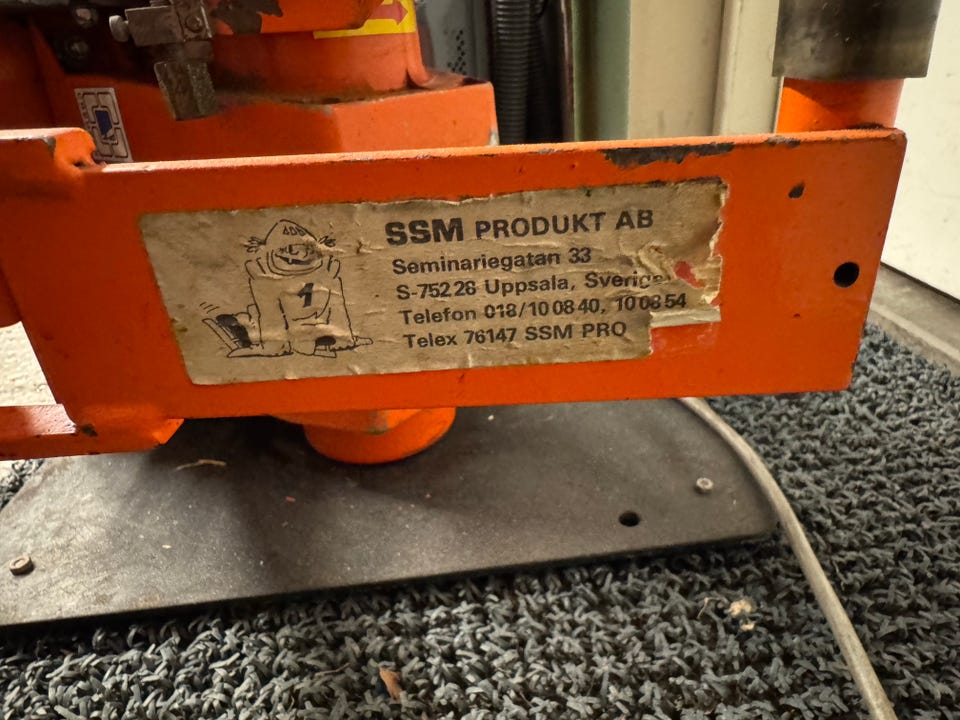 SSM PRODUKT AB
Seminariegatan 33
S-752 28 Uppsala, Sverige
Telefon 018/10 08 40, 10 08 54
Telex 76147 SSM PRO
1